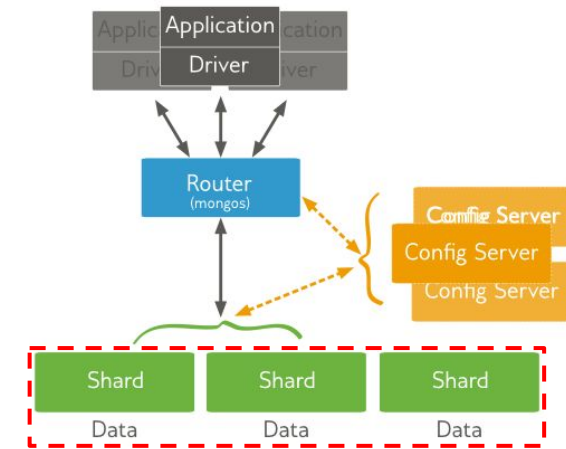 Application
Driver
Router
(mongos)
Config Server
Config Server
Config Server
Shard Shard Shard
Data Data Data